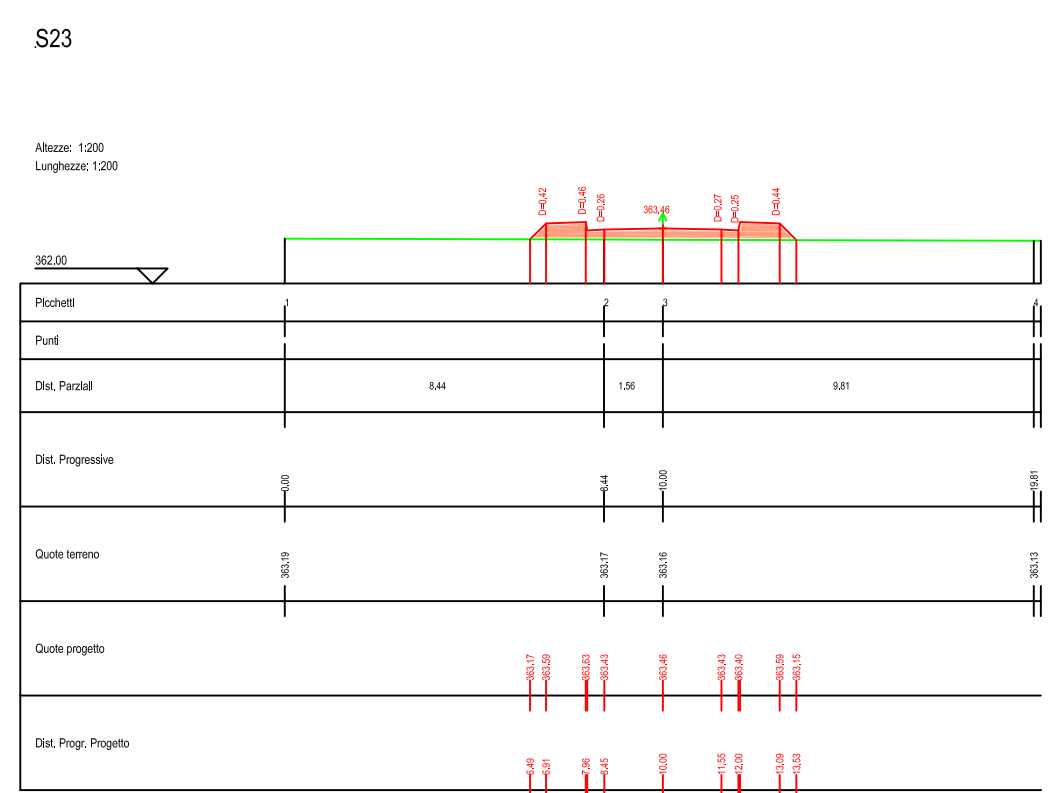 S23
Altezze: 1:200
Lunghezze: 1:200
D=0.42 D=0.46 D=0.26 363.46 D=0.27 D=0.25 D=0.44
362.00
Picchetti 1 2 3 4
Punti
Dist. Parziali 8.44 1.56 9.81
Dist. Progressive 0.00 8.44 10.00 19.81
Quote terreno 363.19 363.17 363.16 363.13
Quote progetto 363.17 363.59 363.63 363.43 363.46 363.43 363.40 363.59 363.15
Dist. Progr. Progetto 6.49 6.91 7.96 8.45 10.00 11.55 12.00 13.09 13.53